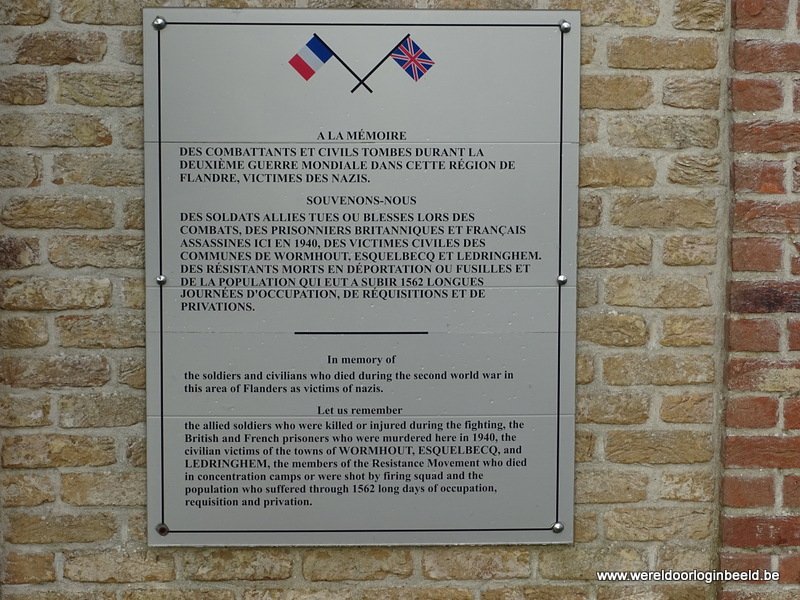 A LA MÉMOIRE
DES COMBATTANTS ET CIVILS TOMBES DURANT LA
DEUXIÈME GUERRE MONDIALE DANS CETTE RÉGION DE
FLANDRE, VICTIMES DES NAZIS.
SOUVENONS-NOUS
DES SOLDATS ALLIES TUES OU BLESSES LORS DES
COMBATS, DES PRISONNIERS BRITANNIQUES ET FRANÇAIS
ASSASSINES ICI EN 1940, DES VICTIMES CIVILES DES
COMMUNES DE WORMHOUT, ESQUELBECQ ET LEDRINGHEM.
DES RÉSISTANTS MORTS EN DÉPORTATION OU FUSILLES ET
DE LA POPULATION QUI EUT A SUBIR 1562 LONGUES
JOURNÉES D'OCCUPATION, DE RÉQUISITIONS ET DE
PRIVATIONS.
In memory of
the soldiers and civilians who died during the second world war in
this area of Flanders as victims of nazis.
Let us remember
the allied soldiers who were killed or injured during the fighting, the
British and French prisoners who were murdered here in 1940, the
civilian victims of the towns of WORMHOUT, ESQUELBECQ, and
LEDRINGHEM, the members of the Resistance Movement who died
in concentration camps or were shot by firing squad and the
population who suffered through 1562 long days of occupation,
requisition and privation.
www.wereldoorloginbeeld.be